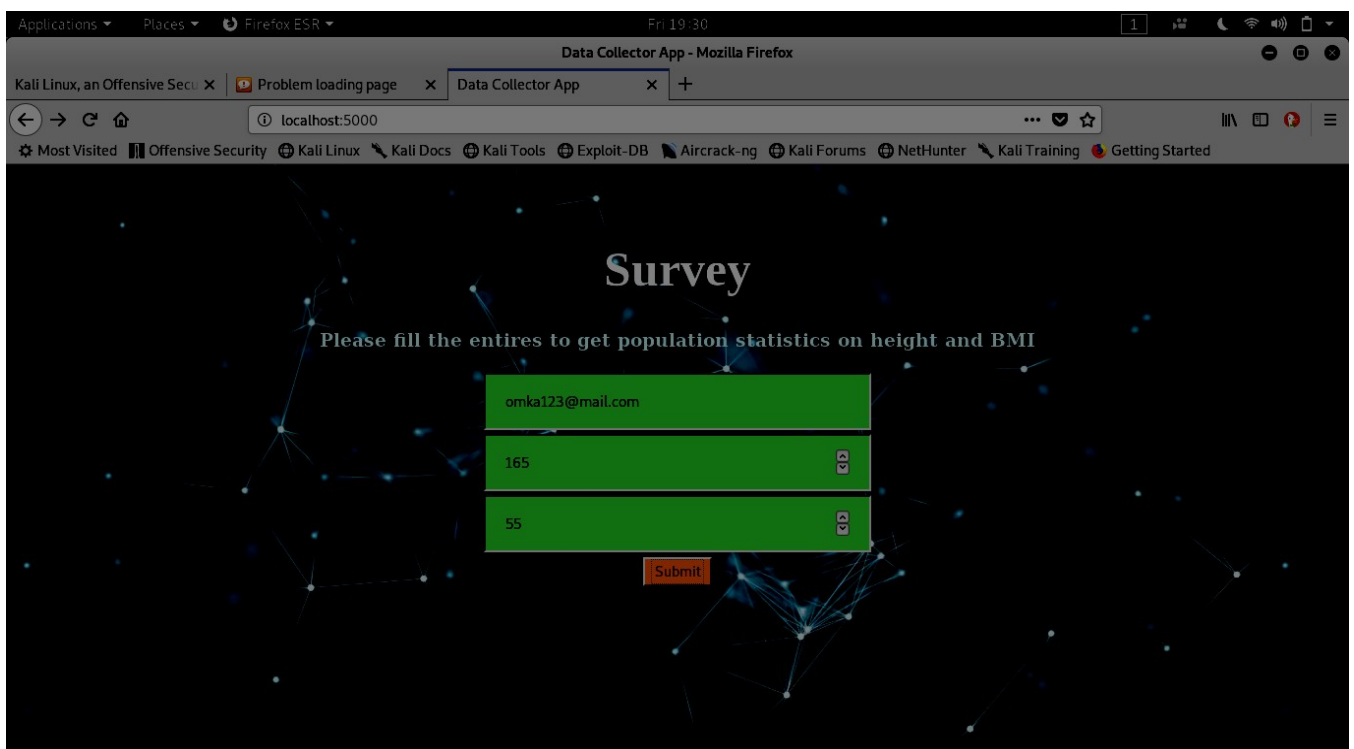 Applications Places Firefox ESR Fri 19:30 1
Data Collector App - Mozilla Firefox
Kali Linux, an Offensive Secu Problem loading page Data Collector App
localhost:5000
Most Visited Offensive Security Kali Linux Kali Docs Kali Tools Exploit-DB Aircrack-ng Kali Forums NetHunter Kali Training Getting Started
Survey
Please fill the entires to get population statistics on height and BMI
omka123@mail.com
165
55
Submit